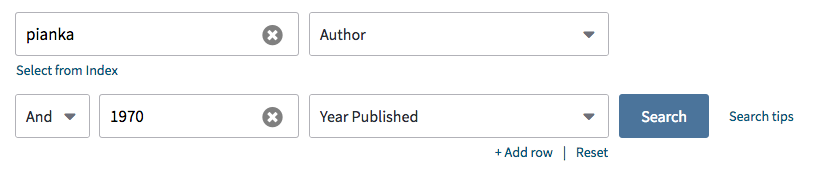 pianka Author
Select from Index
And 1970 Year Published Search Search tips
+ Add row | Reset